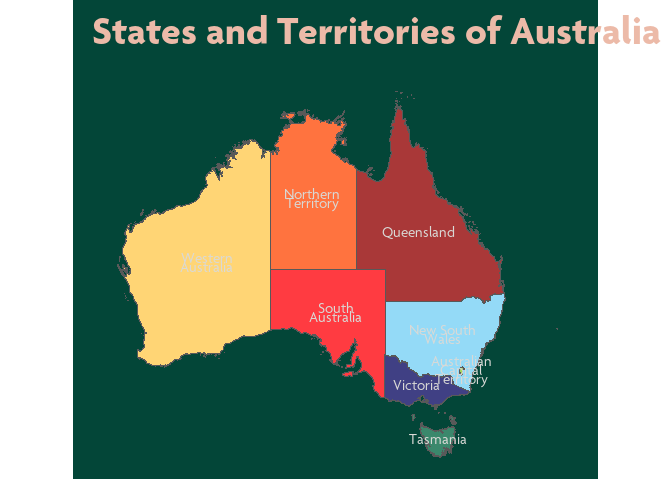 States and Territories of Australia
Northern
Territory
Queensland
Western
South
Australia
New South
Wales
Australian
Capital
Territory
Victoria
Tasmania